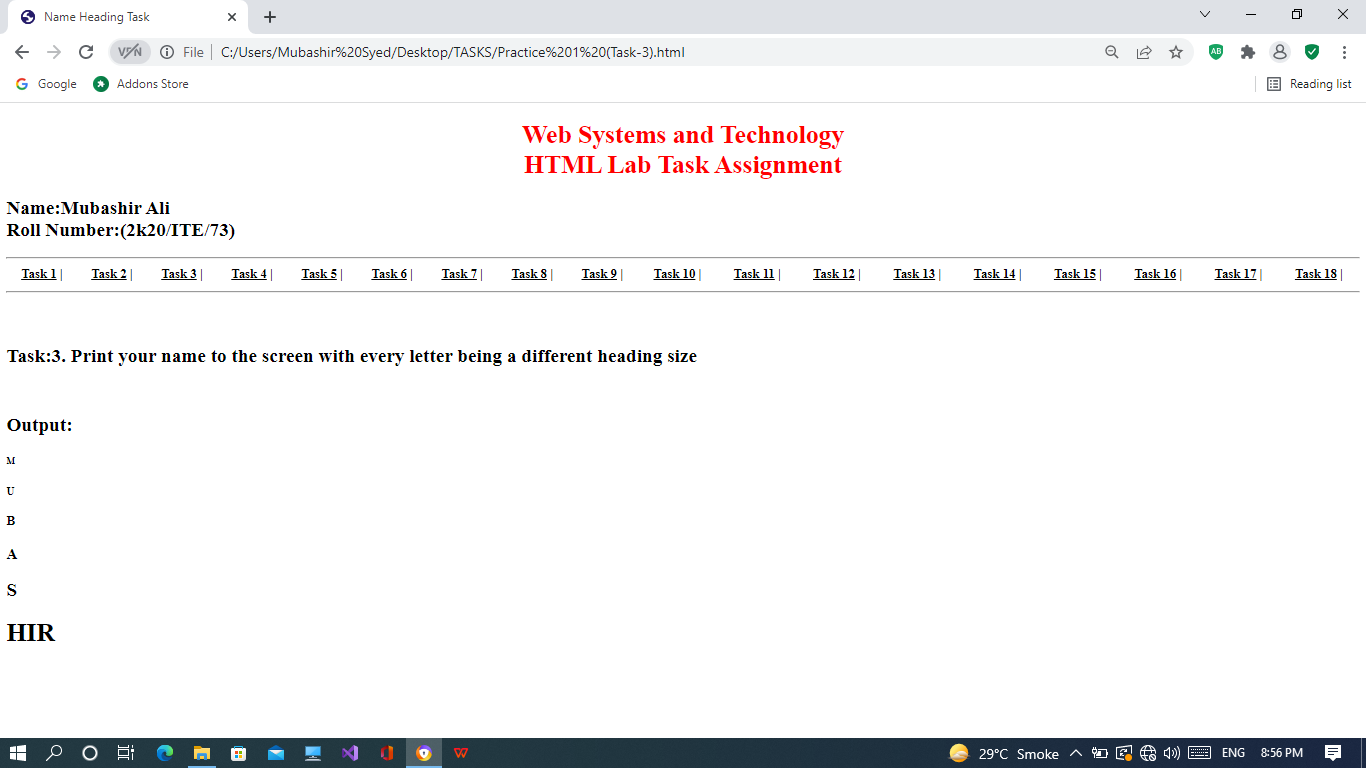 Name Heading Task
VPN
File
C:/Users/Mubashir%20Syed/Desktop/TASKS/Practice%201%20(Task-3).html
AB
Google
Addons Store
Reading list
Web Systems and Technology
HTML Lab Task Assignment
Name:Mubashir Ali
Roll Number:(2k20/ITE/73)
Task 1 | Task 2 | Task 3 | Task 4 | Task 5 | Task 6 | Task 7 | Task 8 | Task 9 | Task 10 | Task 11 | Task 12 | Task 13 | Task 14 | Task 15 | Task 16 | Task 17 | Task 18 |
Task:3. Print your name to the screen with every letter being a different heading size
Output:
M
U
B
A
S
HIR
29°C Smoke ENG 8:56 PM